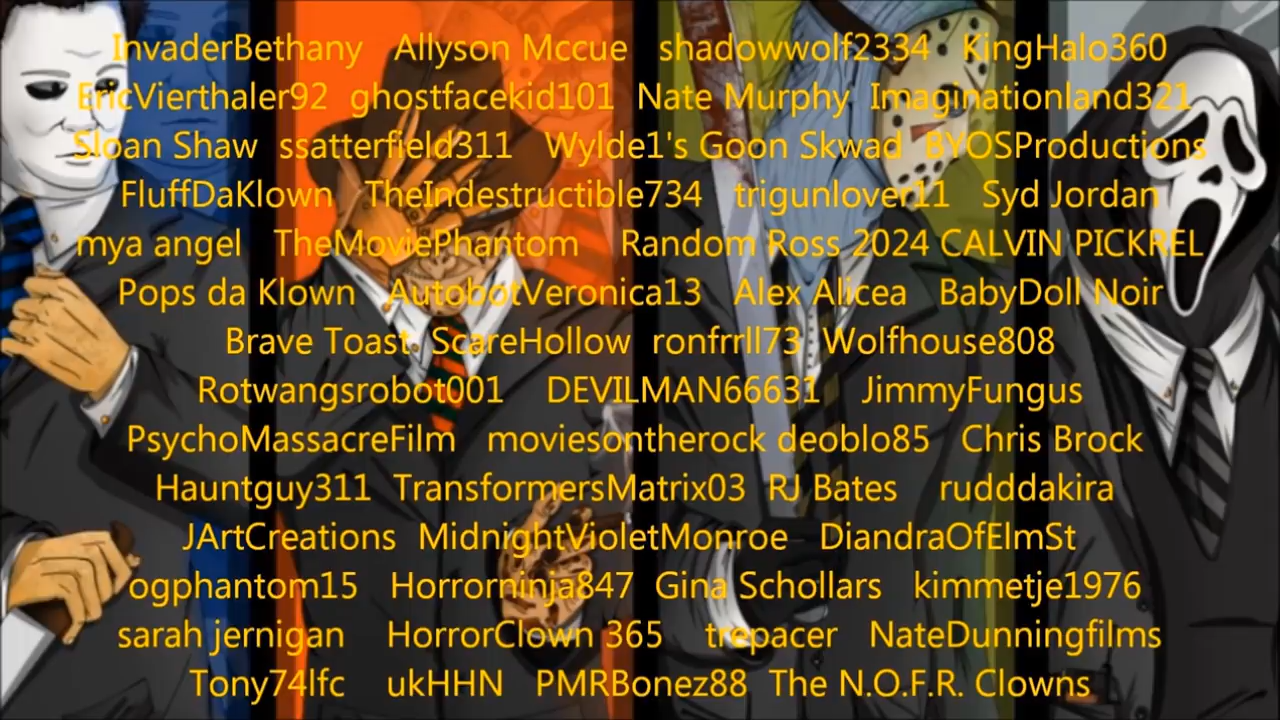 InvaderBethany Allyson Mccue shadowwolf2334 KingHalo360
EricVierthaler92 ghostfacekid101 Nate Murphy Imaginationland321
Sloan Shaw ssatterfield311 Wylde1's Goon Skwad BYOSProductions
FluffDaKlown TheIndestructible734 trigunlover11 Syd Jordan
mya angel TheMoviePhantom Random Ross 2024 CALVIN PICKREL
Pops da Klown AutobotVeronica13 Alex Alicea BabyDoll Noir
Brave Toast ScareHollow ronfrrll73 Wolfhouse808
Rotwangsrobot001 DEVILMAN66631 JimmyFungus
PsychoMassacreFilm moviesontherock deoblo85 Chris Brock
Hauntguy311 TransformersMatrix03 RJ Bates rudddakira
JArtCreations MidnightVioletMonroe DiandraOfElmSt
ogphantom15 Horrorninja847 Gina Schollars kimmetje1976
sarah jernigan HorrorClown 365 trepacer NateDunningfilms
Tony74lfc ukHHN PMRBonez88 The N.O.F.R. Clowns